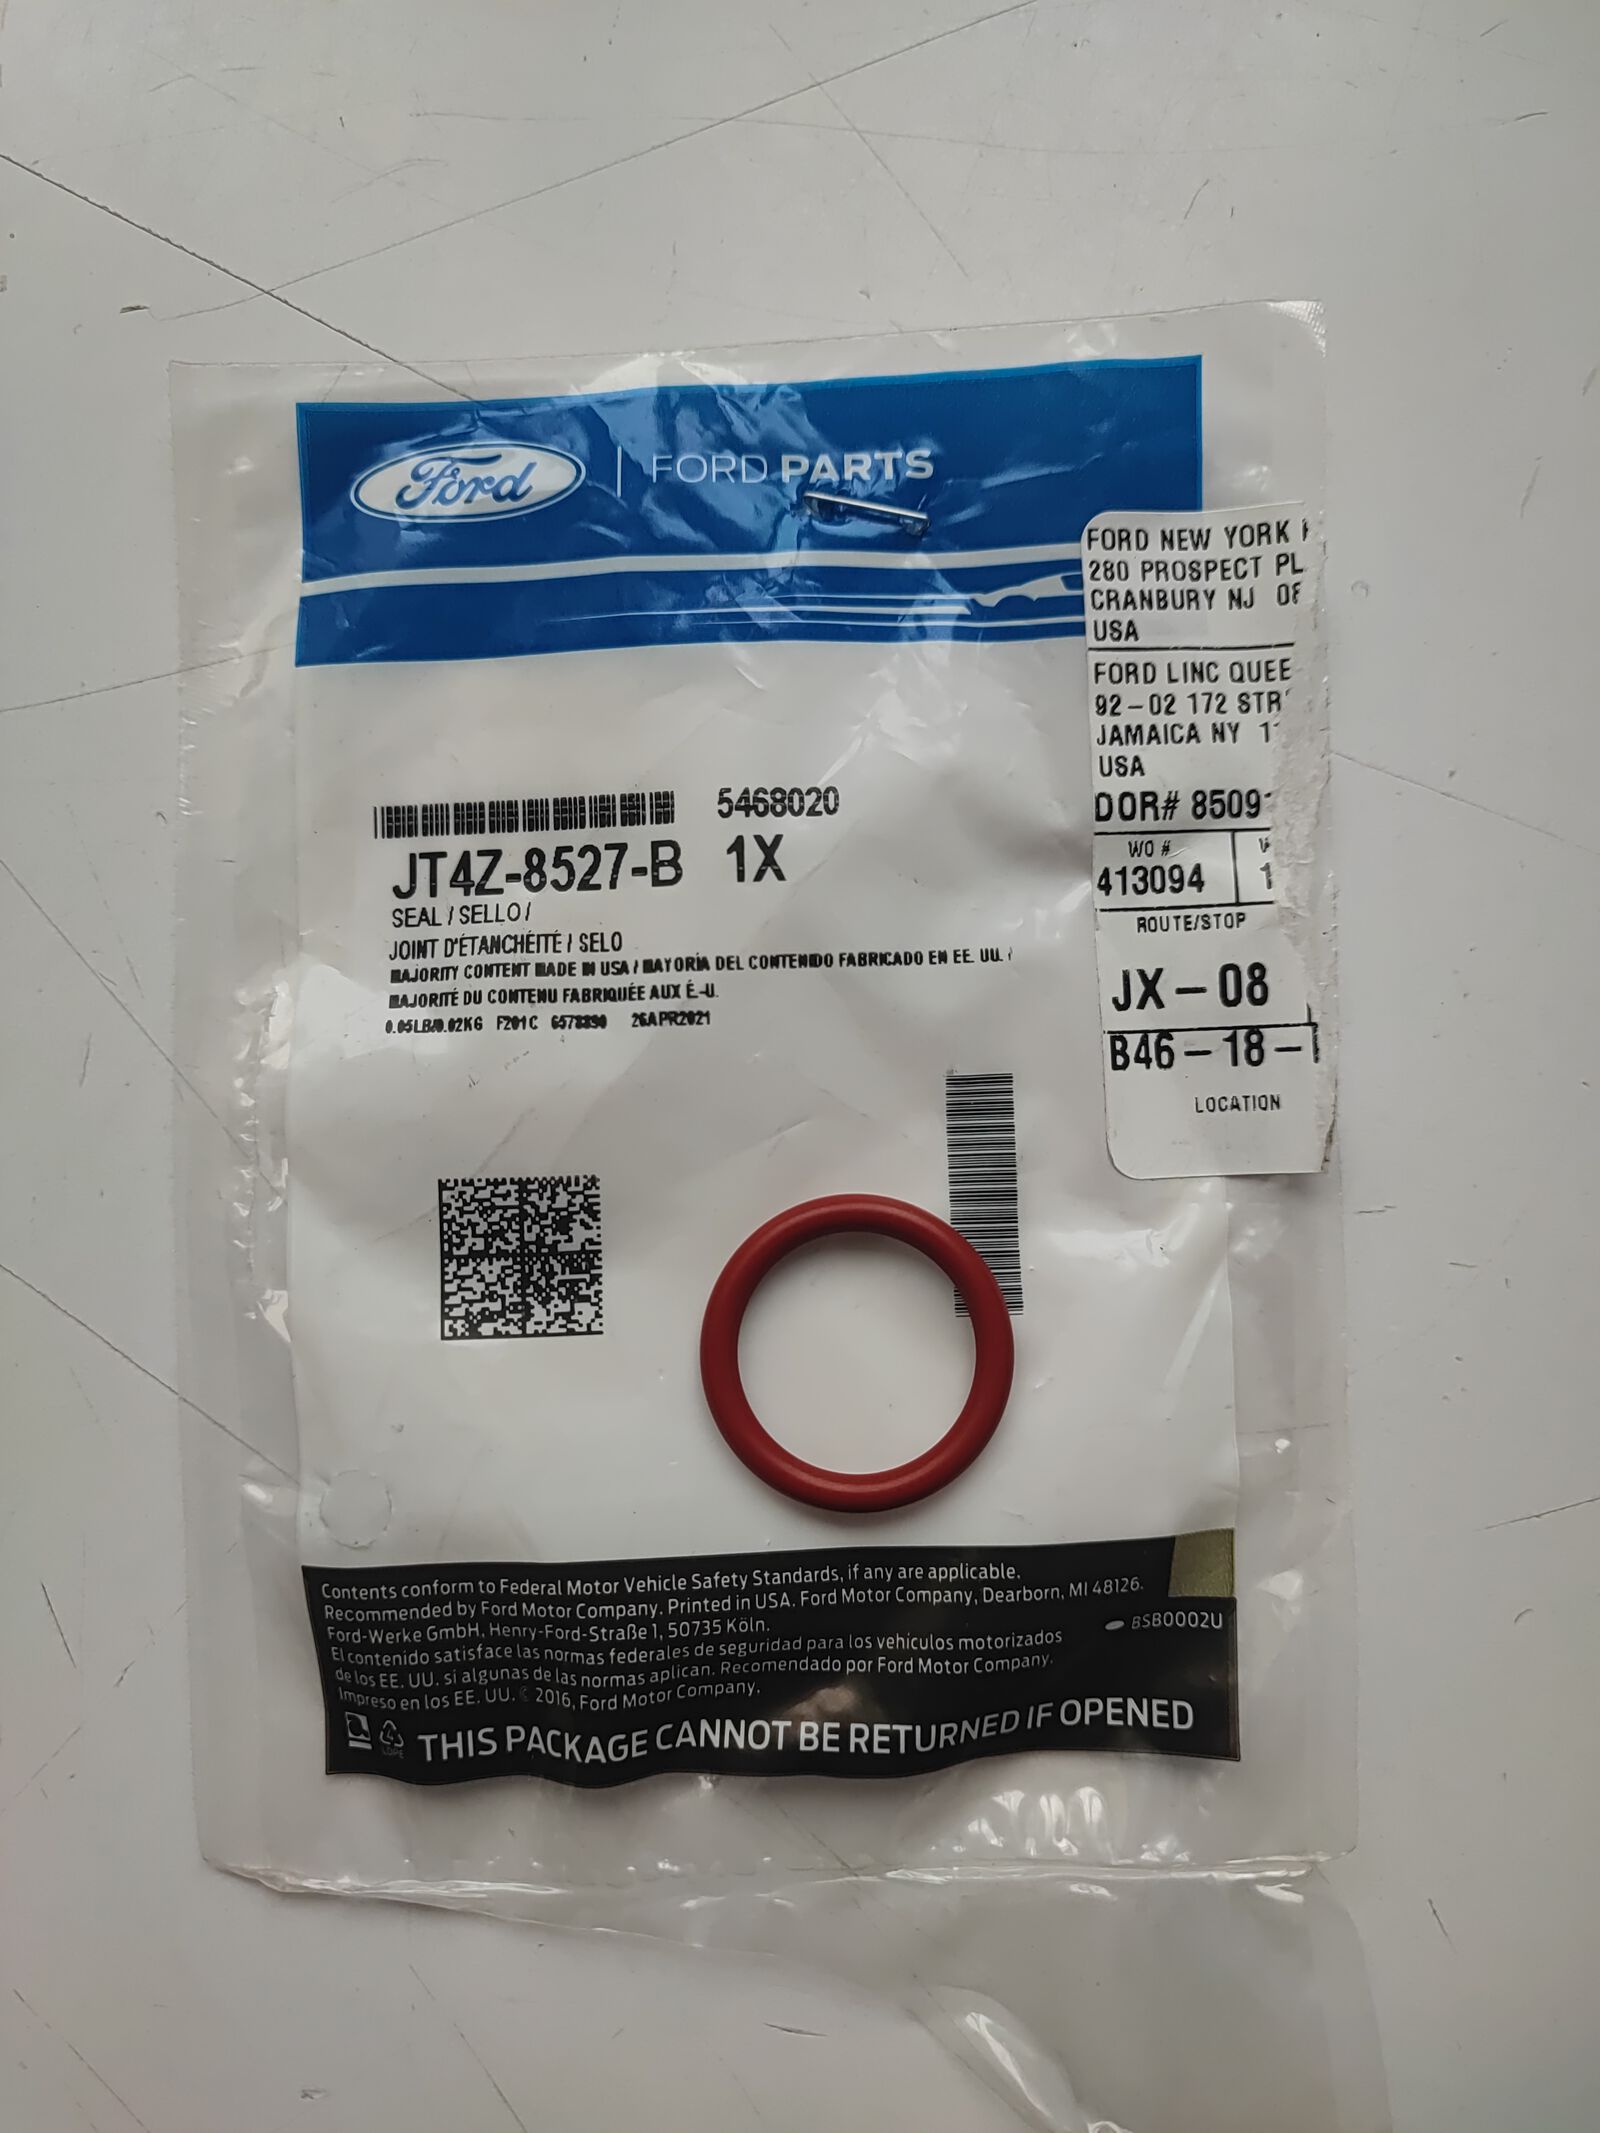 Ford | FORD PARTS
FORD NEW YORK
280 PROSPECT PL
CRANBURY NJ
USA
FORD LINC QUEE
92-02 172 STR
JAMAICA NY
USA
DOR# 8509
WO #
413094
ROUTE/STOP
JX-08
B46-18-
LOCATION
5468020
JT4Z-8527-B 1X
SEAL / SELLO /
JOINT D'ÉTANCHÉITÉ / SELO
MAJORITY CONTENT MADE IN USA / MAYORÍA DEL CONTENIDO FABRICADO EN EE. UU. /
MAJORITÉ DU CONTENU FABRIQUÉE AUX É.-U.
0.05LB/0.02KG F201C 6578890 26APR2021
Contents conform to Federal Motor Vehicle Safety Standards, if any are applicable.
Recommended by Ford Motor Company. Printed in USA. Ford Motor Company, Dearborn, MI 48126.
Ford-Werke GmbH, Henry-Ford-Straße 1, 50735 Köln.
BSB0002U
El contenido satisface las normas federales de seguridad para los vehículos motorizados
de los EE. UU. si algunas de las normas aplican. Recomendado por Ford Motor Company.
Impreso en los EE. UU. © 2016, Ford Motor Company.
LDPE
THIS PACKAGE CANNOT BE RETURNED IF OPENED